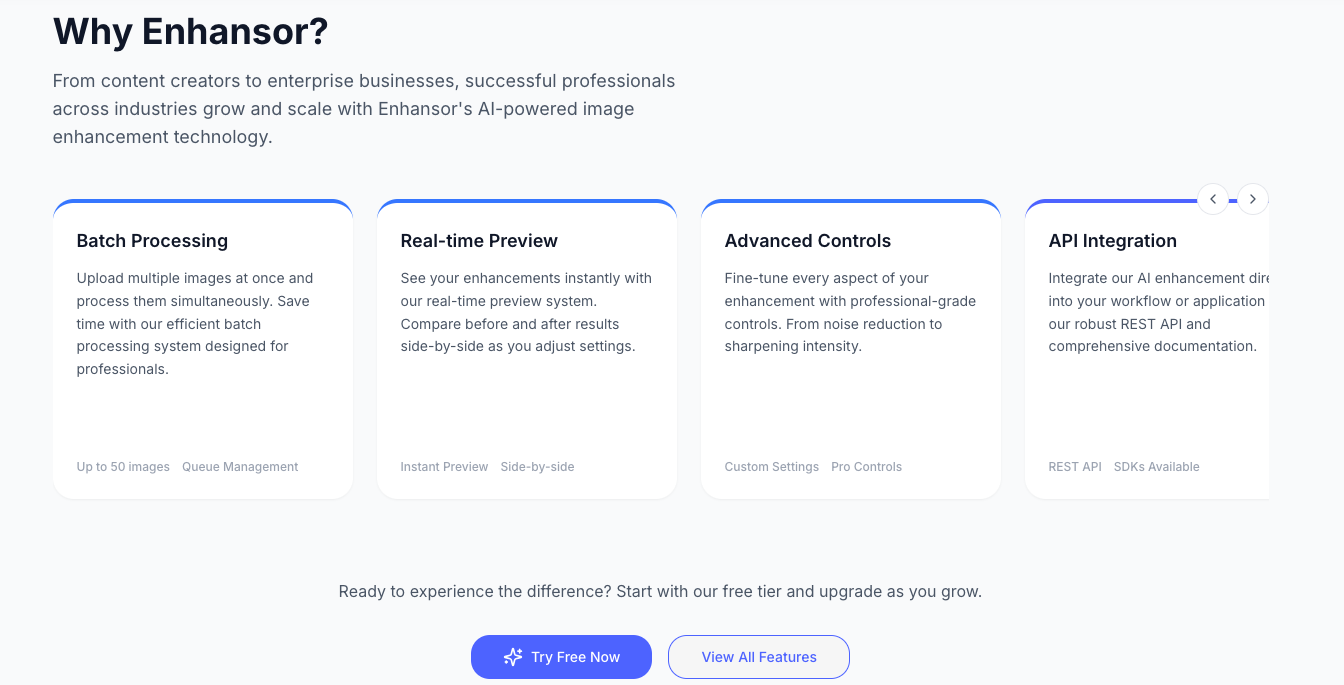 Why Enhansor?
From content creators to enterprise businesses, successful professionals
across industries grow and scale with Enhansor's AI-powered image
enhancement technology.
Batch Processing
Upload multiple images at once and
process them simultaneously. Save
time with our efficient batch
processing system designed for
professionals.
Up to 50 images Queue Management
Real-time Preview
See your enhancements instantly with
our real-time preview system.
Compare before and after results
side-by-side as you adjust settings.
Instant Preview Side-by-side
Advanced Controls
Fine-tune every aspect of your
enhancement with professional-grade
controls. From noise reduction to
sharpening intensity.
Custom Settings Pro Controls
API Integration
Integrate our AI enhancement
into your workflow or application
our robust REST API and
comprehensive documentation.
REST API SDKs Available
Ready to experience the difference? Start with our free tier and upgrade as you grow.
Try Free Now
View All Features